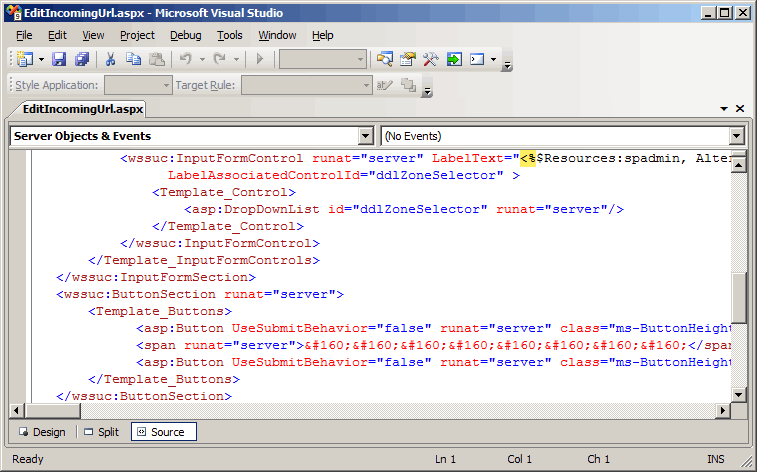 EditIncomingUrl.aspx - Microsoft Visual Studio
File Edit View Project Debug Tools Window Help
Style Application: Target Rule:
EditIncomingUrl.aspx
Server Objects & Events (No Events)
<wssuc:InputFormControl runat="server" LabelText="<%$Resources:spadmin, Alter
LabelAssociatedControlId="ddlZoneSelector" >
<Template_Control>
<asp:DropDownList id="ddlZoneSelector" runat="server"/>
</Template_Control>
</wssuc:InputFormControl>
</Template_InputFormControls>
</wssuc:InputFormSection>
<wssuc:ButtonSection runat="server">
<Template_Buttons>
<asp:Button UseSubmitBehavior="false" runat="server" class="ms-ButtonHeight
<span runat="server">&#160;&#160;&#160;&#160;&#160;&#160;&#160;&#160;</span
<asp:Button UseSubmitBehavior="false" runat="server" class="ms-ButtonHeight
</Template_Buttons>
</wssuc:ButtonSection>
Design Split Source
Ready Ln 1 Col 1 Ch 1 INS